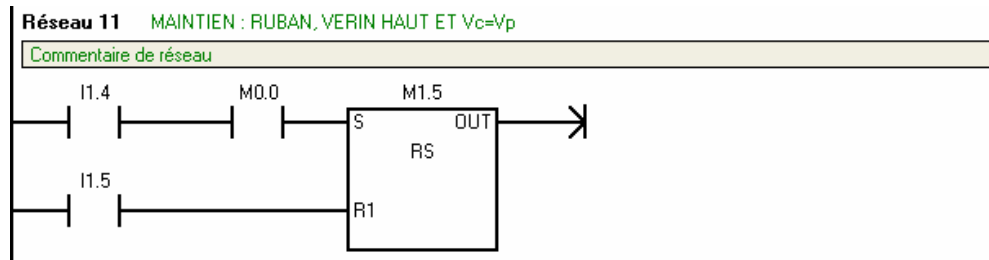 Réseau 11 MAINTIEN : RUBAN, VERIN HAUT ET Vc=Vp
Commentaire de réseau
I1.4 M0.0 M1.5
S OUT
RS
I1.5
R1